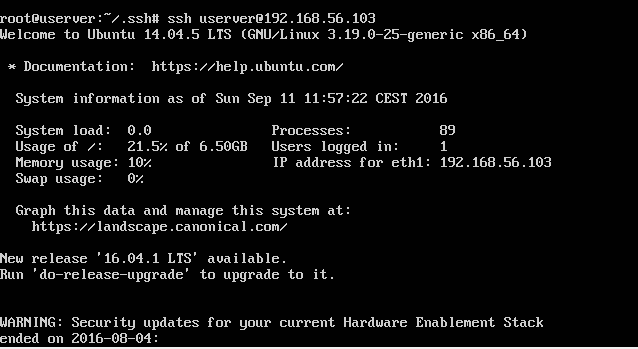 root@userver:~/.ssh# ssh userver@192.168.56.103
Welcome to Ubuntu 14.04.5 LTS (GNU/Linux 3.19.0-25-generic x86_64)
* Documentation: https://help.ubuntu.com/
System information as of Sun Sep 11 11:57:22 CEST 2016
System load: 0.0 Processes: 89
Usage of /: 21.5% of 6.50GB Users logged in: 1
Memory usage: 10% IP address for eth1: 192.168.56.103
Swap usage: 0%
Graph this data and manage this system at:
https://landscape.canonical.com/
New release '16.04.1 LTS' available.
Run 'do-release-upgrade' to upgrade to it.
WARNING: Security updates for your current Hardware Enablement Stack
ended on 2016-08-04: